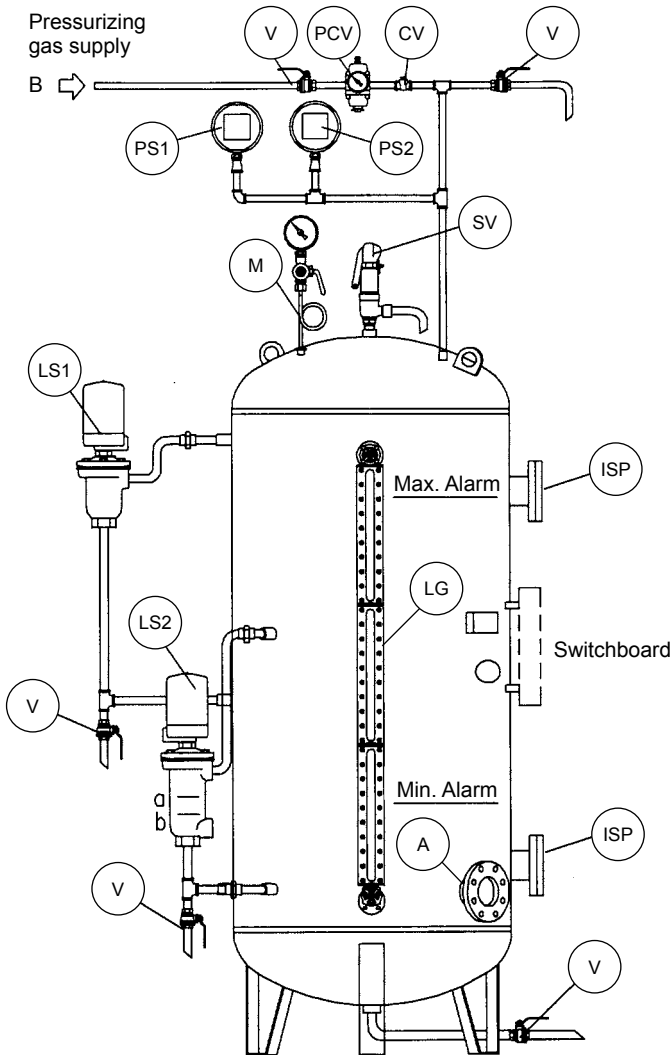 Pressurizing
gas supply
B
V
PCV
CV
V
PS1
PS2
SV
M
LS1
Max. Alarm
ISP
LG
LS2
Switchboard
V
Min. Alarm
a
b
ISP
A
V
V